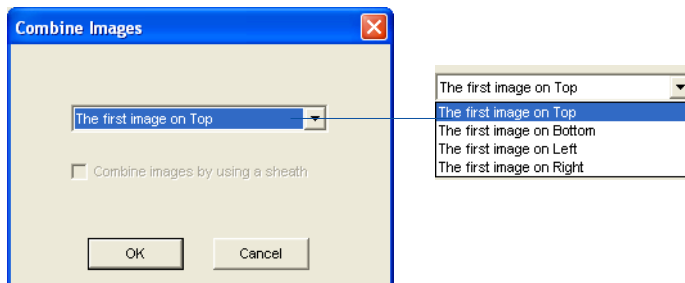 Combine Images
The first image on Top
Combine images by using a sheath
OK
Cancel
The first image on Top
The first image on Top
The first image on Bottom
The first image on Left
The first image on Right